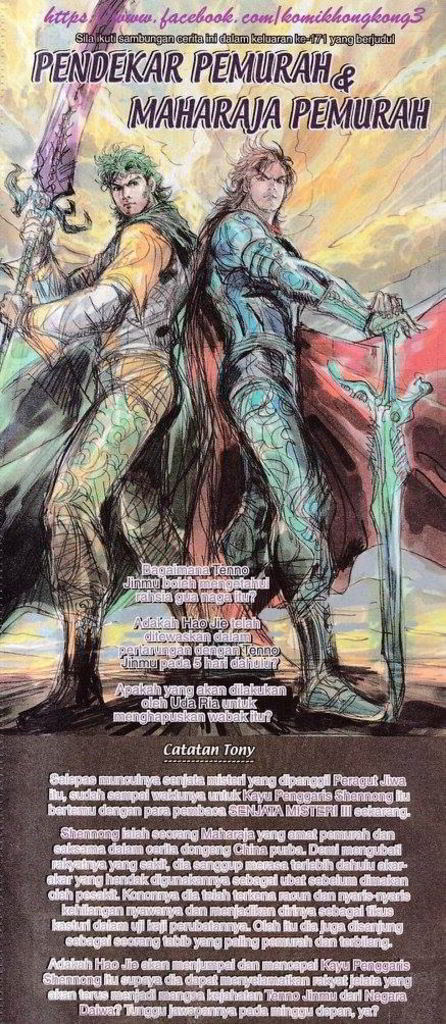 https://www.facebook.com/komikhongkong3
Sila ikuti sambungan cerita ini dalam keluaran ke-171 yang berjudul
PENDEKAR PEMURAH &
MAHARAJA PEMURAH
Bagaimana Tenno
Jinmu boleh mengetahui
rahsia gua naga itu?
Adakah Hao Jie telah
ditewaskan dalam
pertarungan dengan Tenno
Jinmu pada 5 hari dahulu?
Apakah yang akan dilakukan
oleh Uda Ria untuk
menghapuskan wabak itu?
Catatan Tony
Selepas munculnya senjata misteri yang dipanggil Peragut Jiwa
itu, sudah sampai waktunya untuk Kayu Penggaris Shennong itu
bertemu dengan para pembaca SENJATA MISTERI III sekarang.
Shennong ialah seorang Maharaja yang amat pemurah dan
saksama dalam cerita dongeng China purba. Demi mengubati
rakyatnya yang sakit, dia sanggup merasa terlebih dahulu akar-
akar yang hendak digunakannya sebagai ubat sebelum dimakan
oleh pesakit. Kononnya dia telah terkena racun dan nyaris-nyaris
kehilangan nyawanya dan menjadikan dirinya sebagai tikus
kasturi dalam uji kaji perubatannya. Oleh itu dia juga disanjung
sebagai seorang tabib yang paling pemurah dan terbilang.
Adakah Hao Jie akan menjumpai dan mencapai Kayu Penggaris
Shennong itu supaya dia dapat menyelamatkan rakyat jelata yang
akan terus menjadi mangsa kejahatan Tenno Jinmu dari Negara
Daiwa? Tunggu jawapannya pada minggu depan, ya?